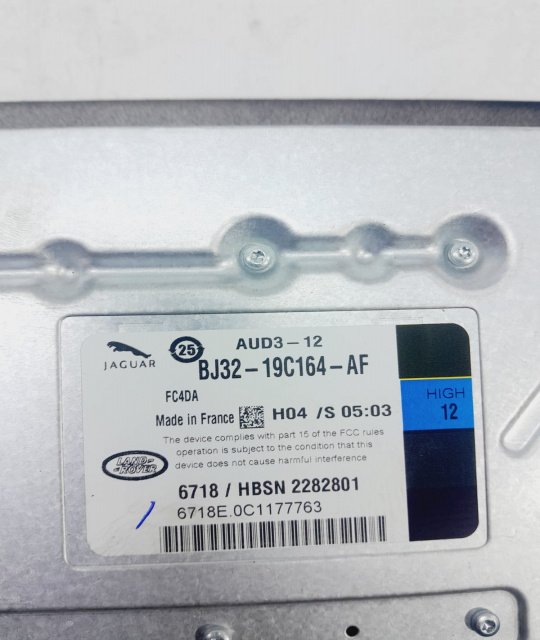 AUD3-12
JAGUAR
25
BJ32-19C164-AF
FC4DA
Made in France H04 /S 05:03
HIGH
12
The device complies with part 15 of the FCC rules
operation is subject to the condition that this
device does not cause harmful interference
LAND-
ROVER
6718 / HBSN 2282801
6718E.0C1177763